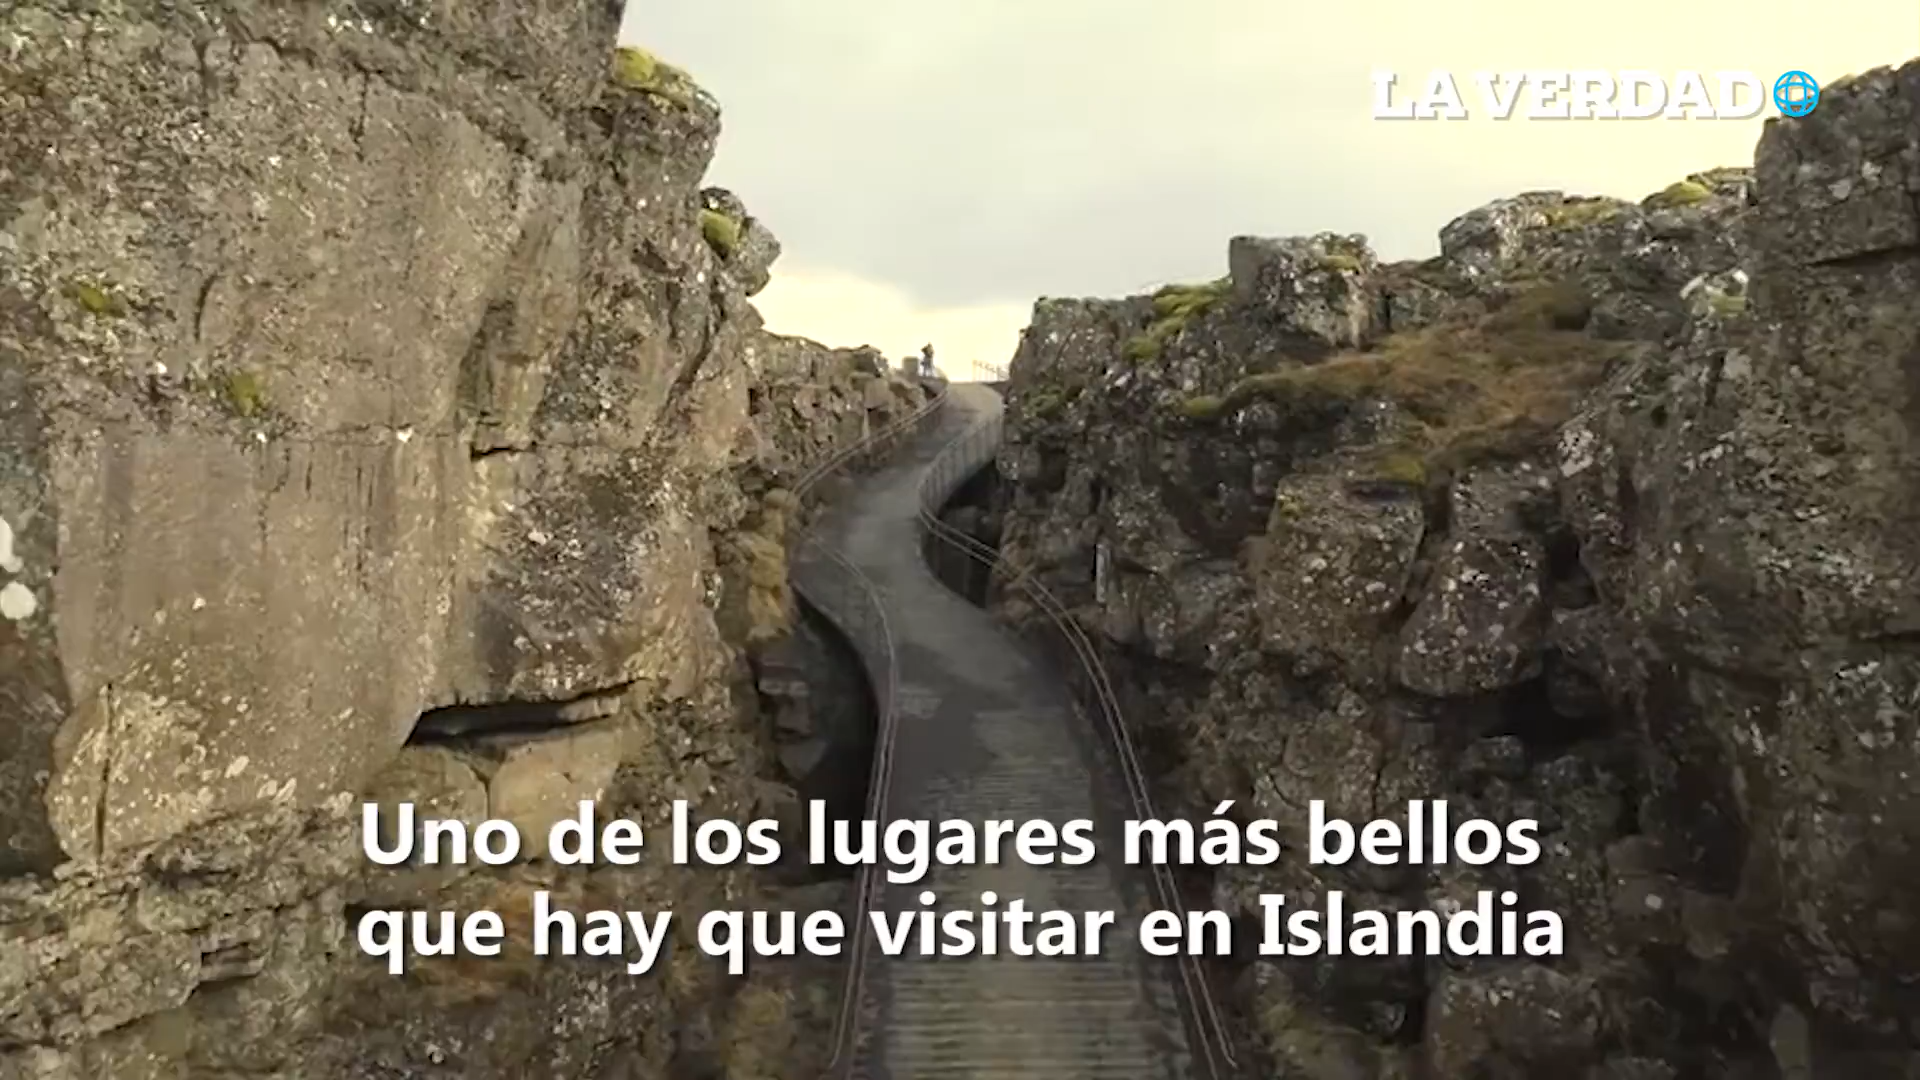 LA VERDAD
Uno de los lugares más bellos
que hay que visitar en Islandia